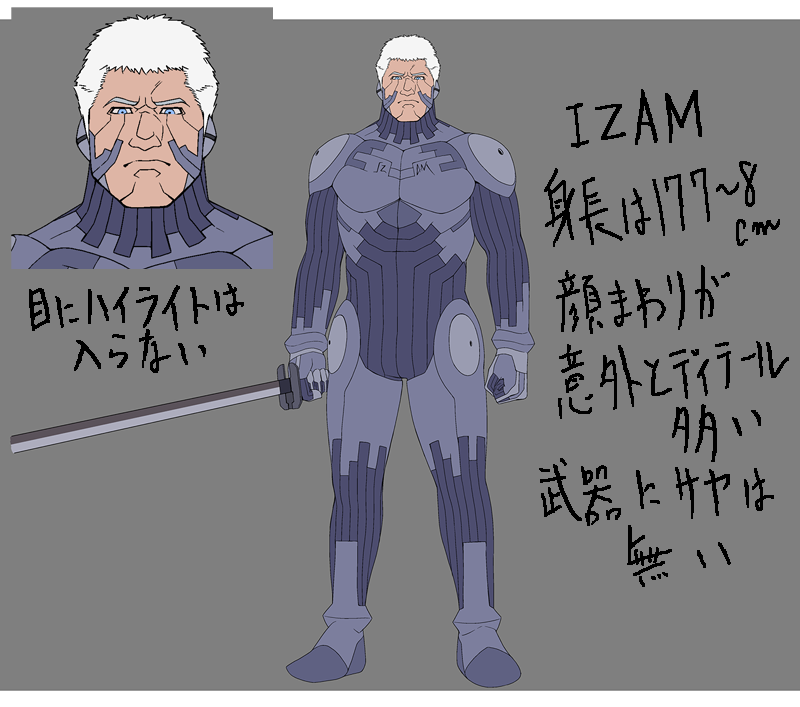 目にハイライトは
入らない
IZ AM
IZAM
身長は177~8
cm
顔まわりが
意外とディテール
多い
武器にサヤは
無い